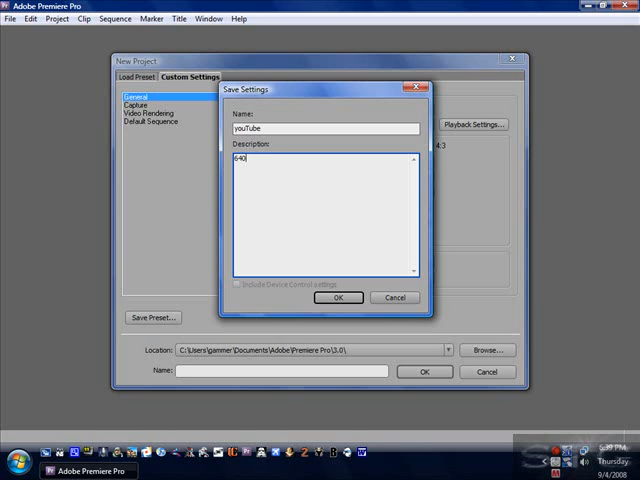 Adobe Premiere Pro
File Edit Project Clip Sequence Marker Title Window Help
New Project
Load Preset Custom Settings
General
Capture
Video Rendering
Default Sequence
Save Settings
Name:
youTube
Description:
640
Include Device Control settings
OK Cancel
Playback Settings...
4:3
Save Preset...
Location: C:\Users\gammer\Documents\Adobe\Premiere Pro\3.0\ Browse...
Name: OK Cancel
Adobe Premiere Pro
5:39 PM
Thursday
9/4/2008